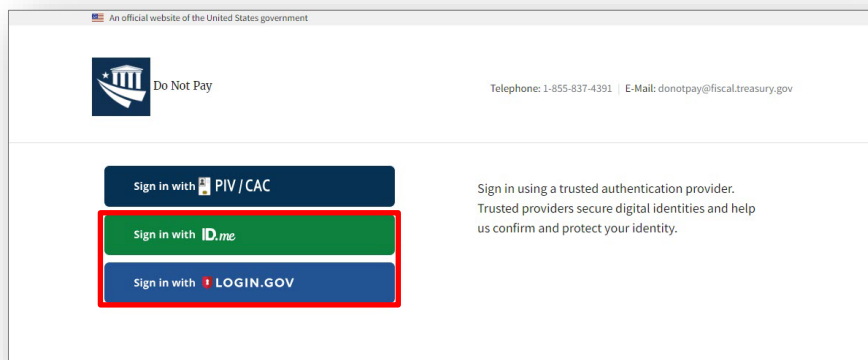 An official website of the United States government
Do Not Pay
Telephone: 1-855-837-4391 | E-Mail: donotpay@fiscal.treasury.gov
Sign in with PIV / CAC
Sign in with ID.me
Sign in with LOGIN.GOV
Sign in using a trusted authentication provider.
Trusted providers secure digital identities and help
us confirm and protect your identity.